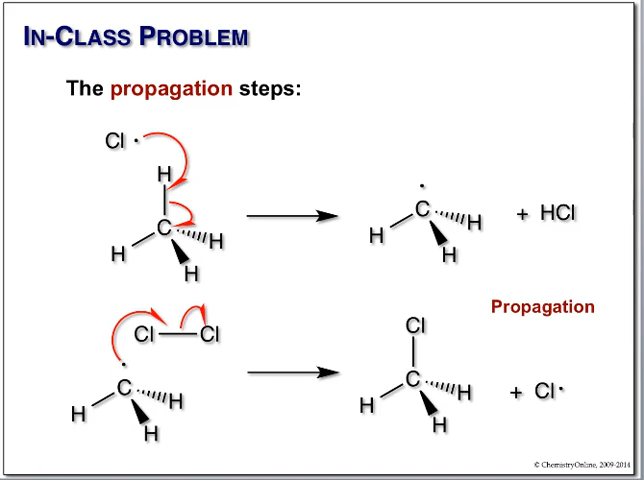 IN-CLASS PROBLEM
The propagation steps:
Cl ·
H
C
H
H
H
·
C
H
H
H
+ HCl
Propagation
Cl
Cl
·
C
H
H
H
Cl
C
H
H
H
+ Cl·
© ChemistryOnline, 2009-2014